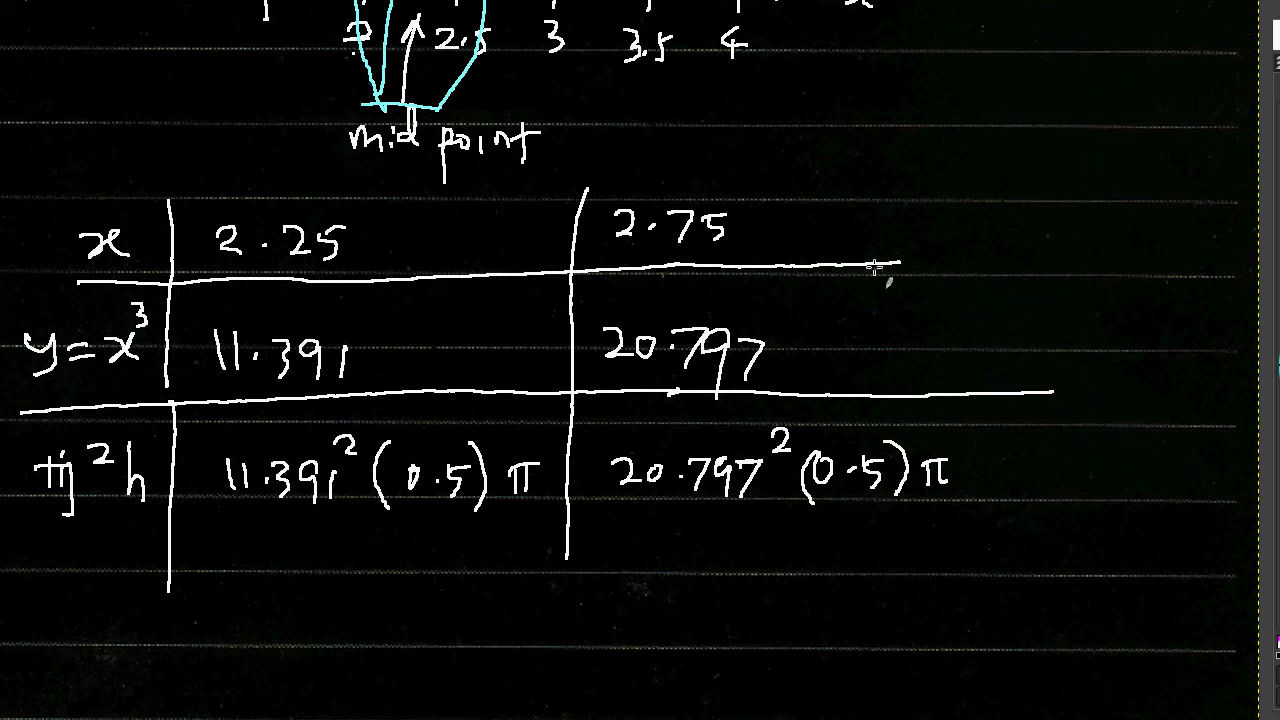 2 2.5 3 3.5 4
mid point
x 2.25 2.75
y=x³ 11.391 20.797
πy²h 11.391²(0.5)π 20.797²(0.5)π